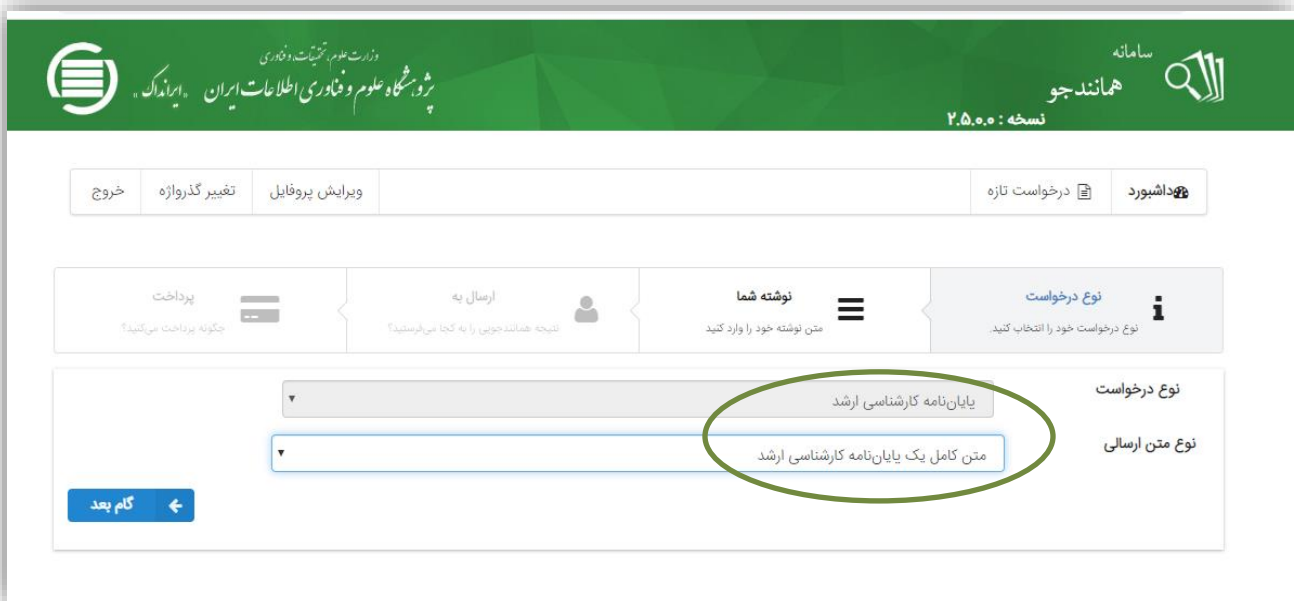 سامانه
همانندجو
نسخه : ۲.۵.۰.۰
وزارت علوم، تحقیقات و فناوری
پژوهشگاه علوم و فناوری اطلاعات ایران «ایرانداک»
داشبورد
درخواست تازه
ویرایش پروفایل
تغییر گذرواژه
خروج
نوع درخواست
نوع درخواست خود را انتخاب کنید.
نوشته شما
متن نوشته خود را وارد کنید
ارسال به
نتیجه همانندجویی را به کجا می‌فرستید؟
پرداخت
چگونه پرداخت می‌کنید؟
نوع درخواست
پایان‌نامه کارشناسی ارشد
نوع متن ارسالی
متن کامل یک پایان‌نامه کارشناسی ارشد
گام بعد